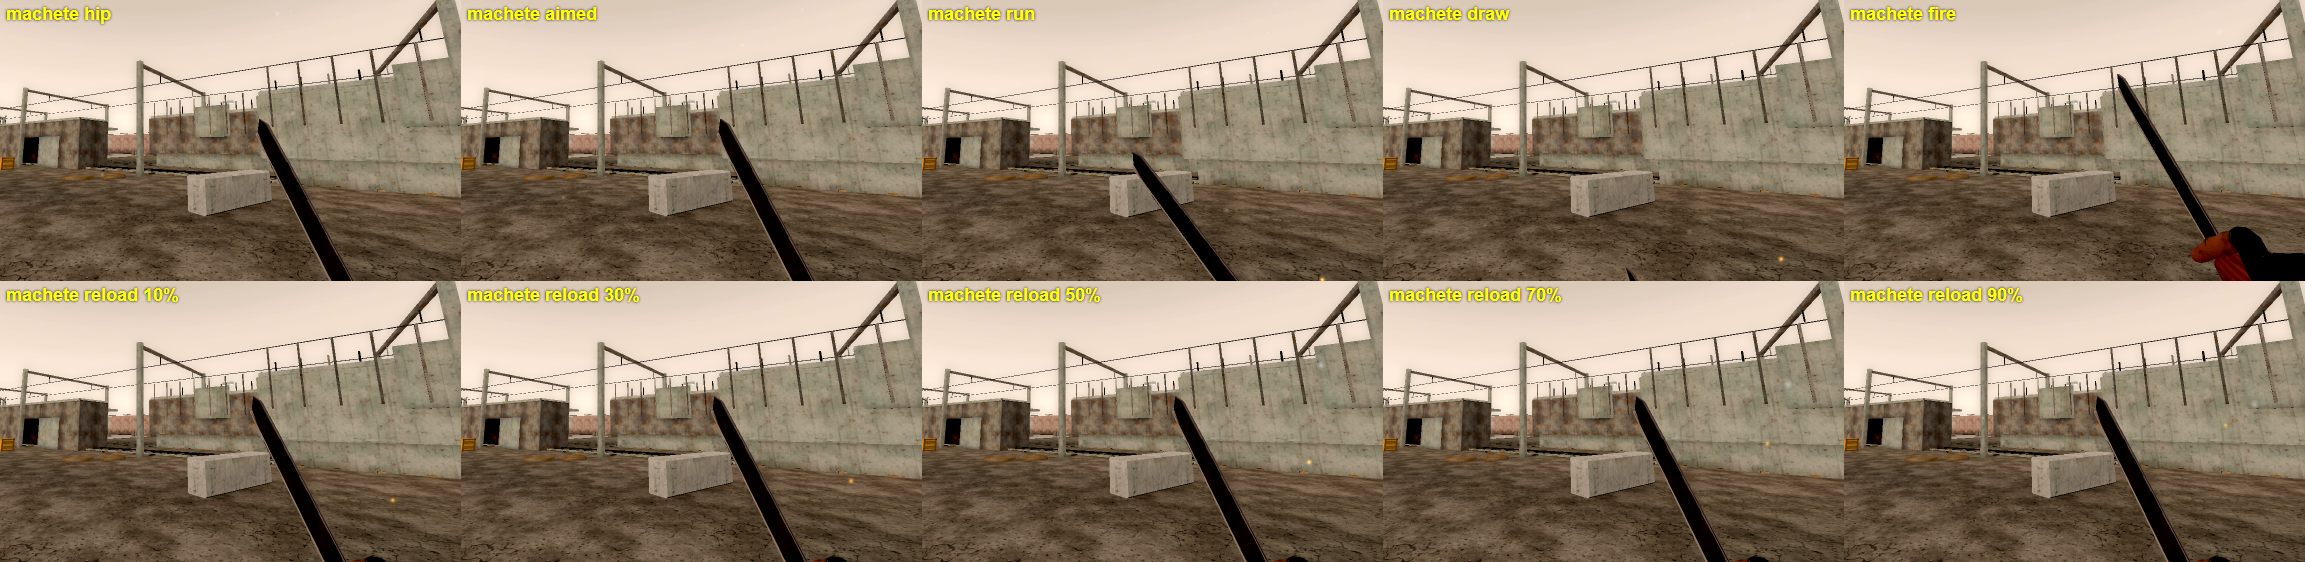 machete hip
machete aimed
machete run
machete draw
machete fire
machete reload 10%
machete reload 30%
machete reload 50%
machete reload 70%
machete reload 90%